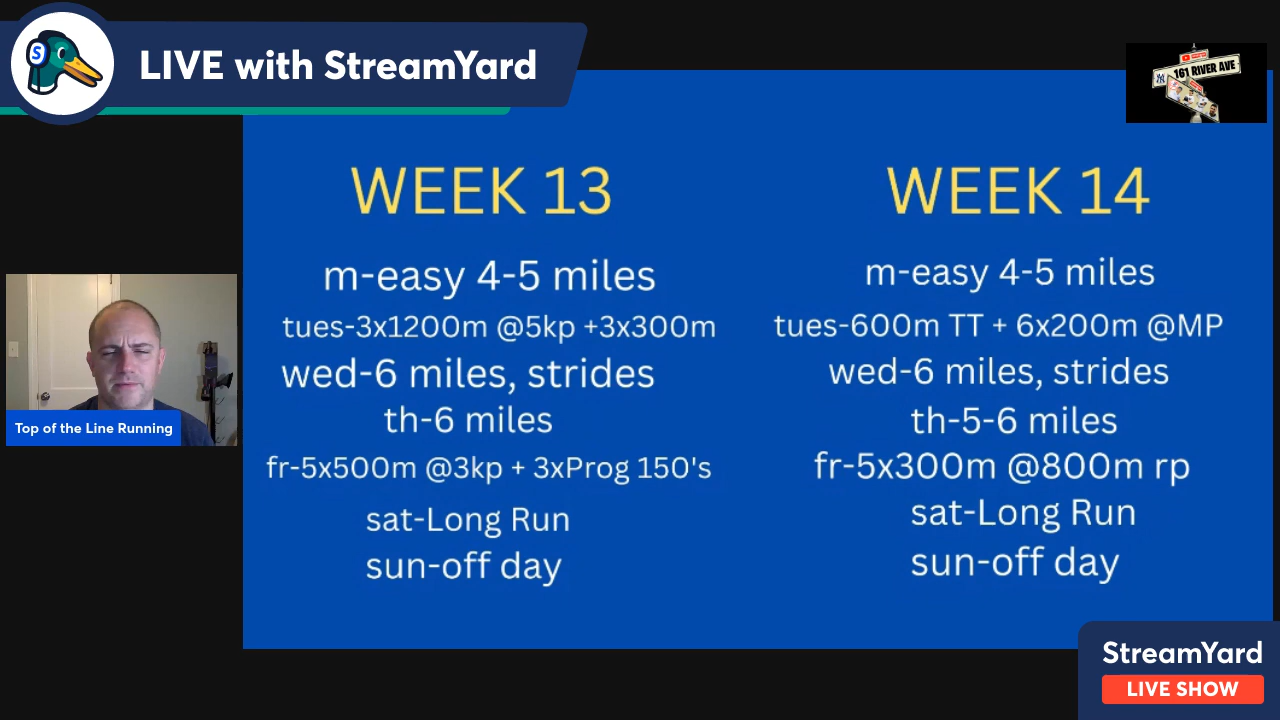 LIVE with StreamYard
S
161 RIVER AVE
WEEK 13
m-easy 4-5 miles
tues-3x1200m @5kp +3x300m
wed-6 miles, strides
th-6 miles
fr-5x500m @3kp + 3xProg 150's
sat-Long Run
sun-off day
WEEK 14
m-easy 4-5 miles
tues-600m TT + 6x200m @MP
wed-6 miles, strides
th-5-6 miles
fr-5x300m @800m rp
sat-Long Run
sun-off day
Top of the Line Running
StreamYard
LIVE SHOW